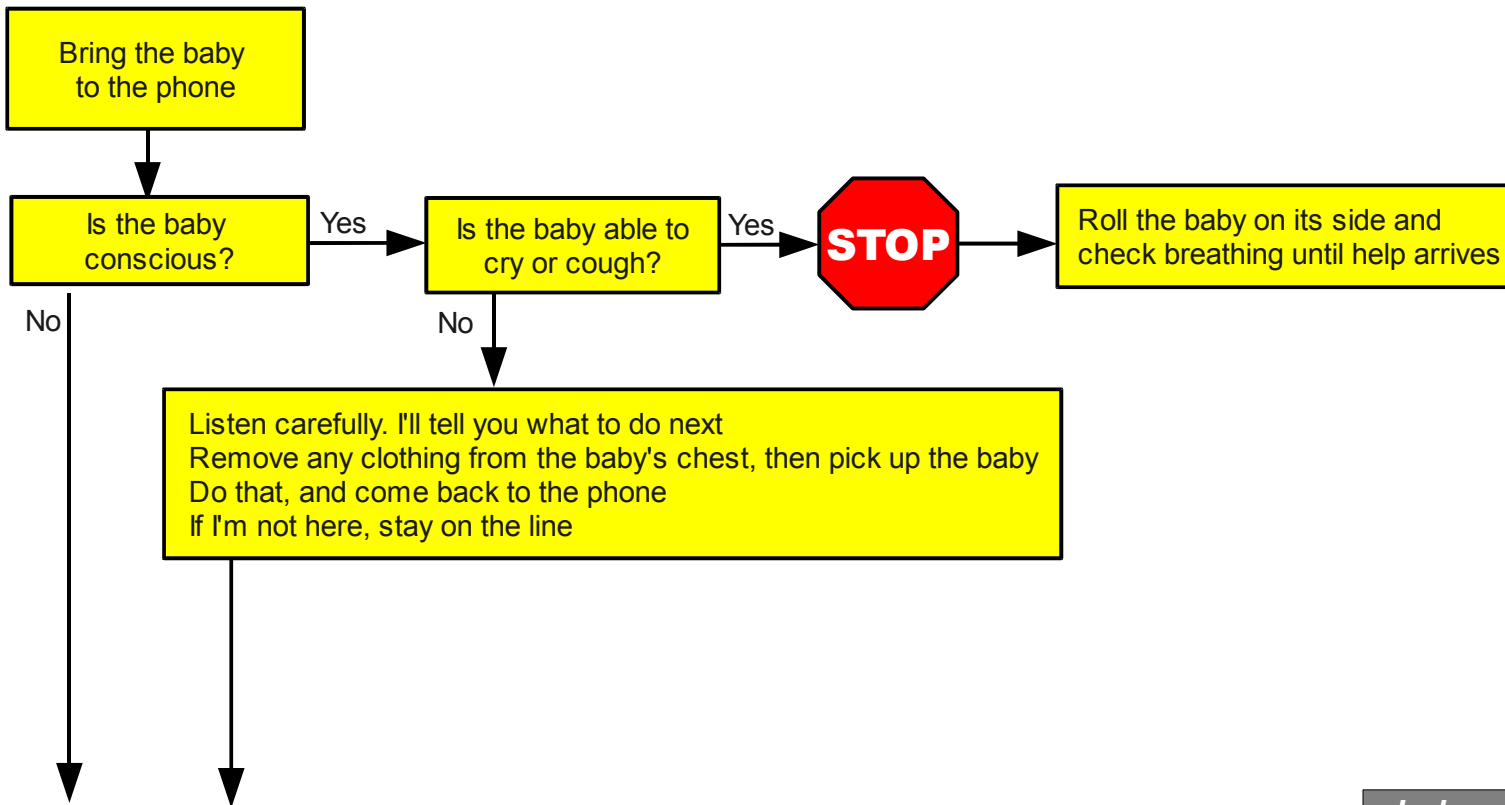 Bring the baby
to the phone
Is the baby
conscious?
Yes
Is the baby able to
cry or cough?
Yes
STOP
Roll the baby on its side and
check breathing until help arrives
No
No
Listen carefully. I'll tell you what to do next
Remove any clothing from the baby's chest, then pick up the baby
Do that, and come back to the phone
If I'm not here, stay on the line